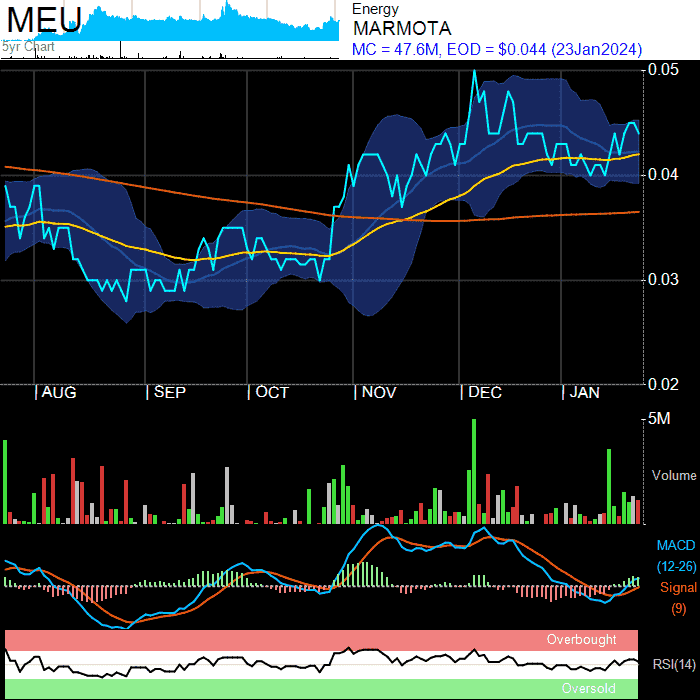 MEU
5yr Chart
Energy
MARMOTA
MC = 47.6M, EOD = $0.044 (23Jan2024)
0.05
0.04
0.03
0.02
AUG SEP OCT NOV DEC JAN
5M
Volume
MACD
(12-26)
Signal
(9)
Overbought
RSI(14)
Oversold